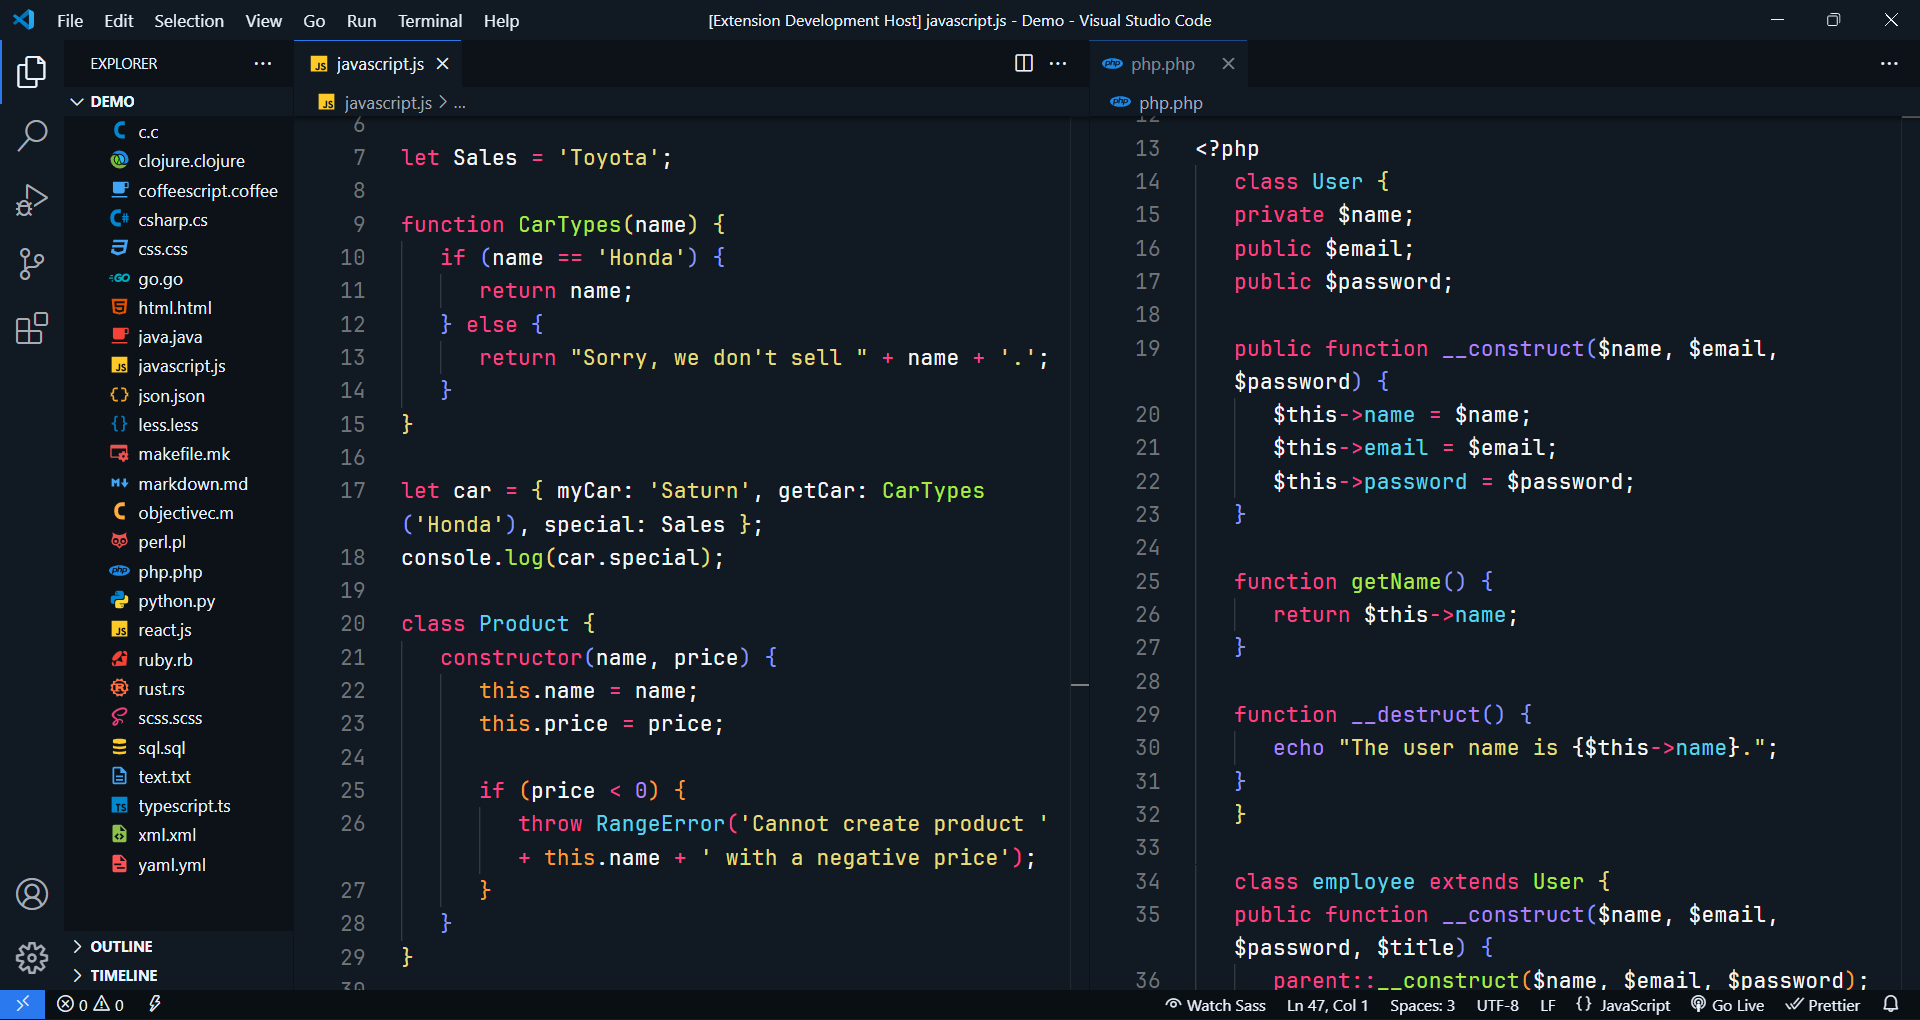 File Edit Selection View Go Run Terminal Help
[Extension Development Host] javascript.js - Demo - Visual Studio Code
EXPLORER
DEMO
c.c
clojure.clojure
coffeescript.coffee
csharp.cs
css.css
go.go
html.html
java.java
javascript.js
json.json
less.less
makefile.mk
markdown.md
objectivec.m
perl.pl
php.php
python.py
react.js
ruby.rb
rust.rs
scss.scss
sql.sql
text.txt
typescript.ts
xml.xml
yaml.yml
OUTLINE
TIMELINE
JS javascript.js
JS javascript.js > ...
6
7 let Sales = 'Toyota';
8
9 function CarTypes(name) {
10 if (name == 'Honda') {
11 return name;
12 } else {
13 return "Sorry, we don't sell " + name + '.';
14 }
15 }
16
17 let car = { myCar: 'Saturn', getCar: CarTypes
('Honda'), special: Sales };
18 console.log(car.special);
19
20 class Product {
21 constructor(name, price) {
22 this.name = name;
23 this.price = price;
24
25 if (price < 0) {
26 throw RangeError('Cannot create product '
+ this.name + ' with a negative price');
27 }
28 }
29 }
30
php php.php
php php.php
12
13 <?php
14 class User {
15 private $name;
16 public $email;
17 public $password;
18
19 public function __construct($name, $email,
$password) {
20 $this->name = $name;
21 $this->email = $email;
22 $this->password = $password;
23 }
24
25 function getName() {
26 return $this->name;
27 }
28
29 function __destruct() {
30 echo "The user name is {$this->name}.";
31 }
32 }
33
34 class employee extends User {
35 public function __construct($name, $email,
$password, $title) {
36 parent::__construct($name, $email, $password);
0 0
Watch Sass Ln 47, Col 1 Spaces: 3 UTF-8 LF {} JavaScript Go Live Prettier